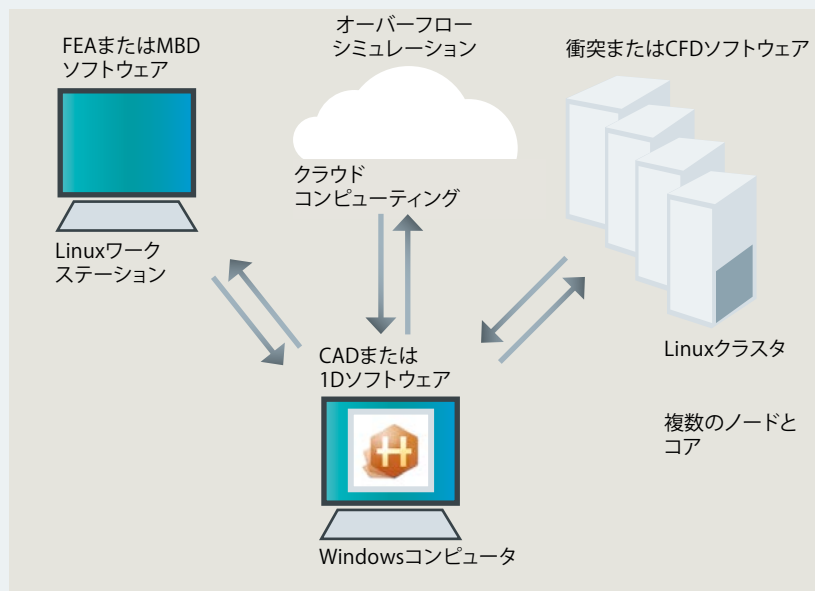 FEAまたはMBD
ソフトウェア
オーバーフロー
シミュレーション
衝突またはCFDソフトウェア
クラウド
コンピューティング
Linuxワーク
ステーション
CADまたは
1Dソフトウェア
Linuxクラスタ
複数のノードと
コア
H
Windowsコンピュータ